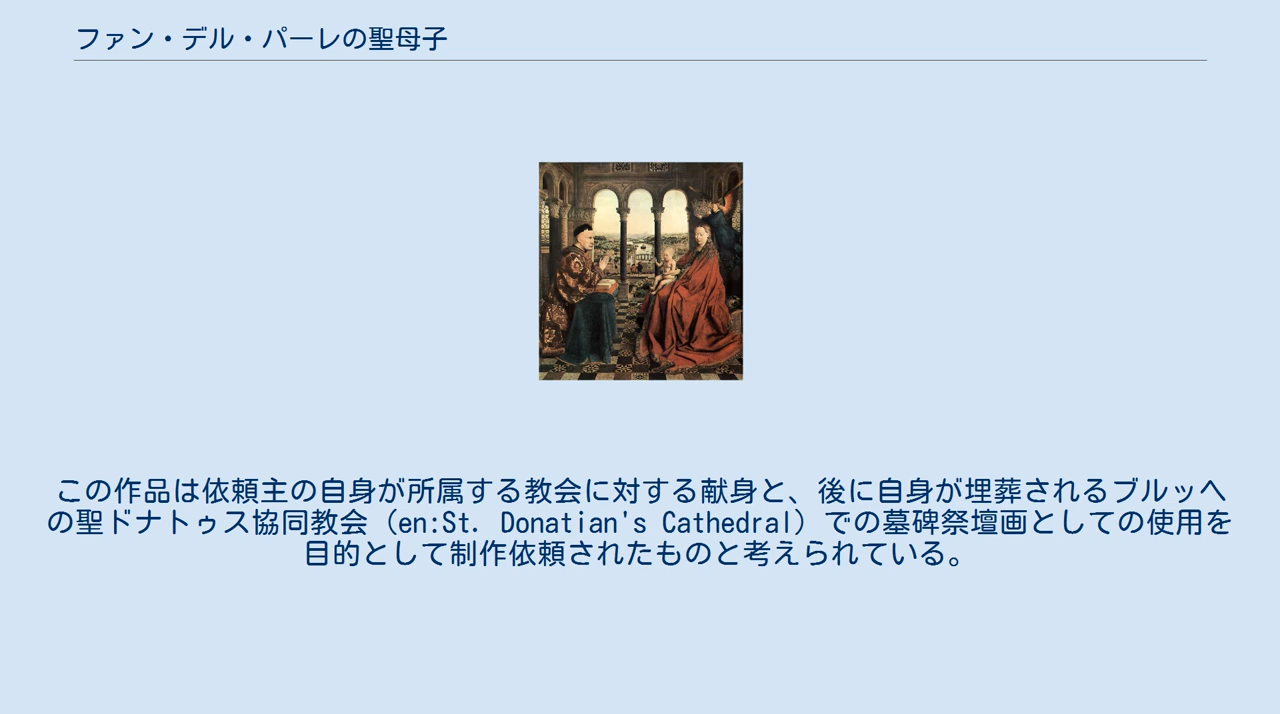 ファン・デル・パーレの聖母子
この作品は依頼主の自身が所属する教会に対する献身と、後に自身が埋葬されるブルッヘ
の聖ドナトゥス協同教会（en:St. Donatian's Cathedral）での墓碑祭壇画としての使用を
目的として制作依頼されたものと考えられている。